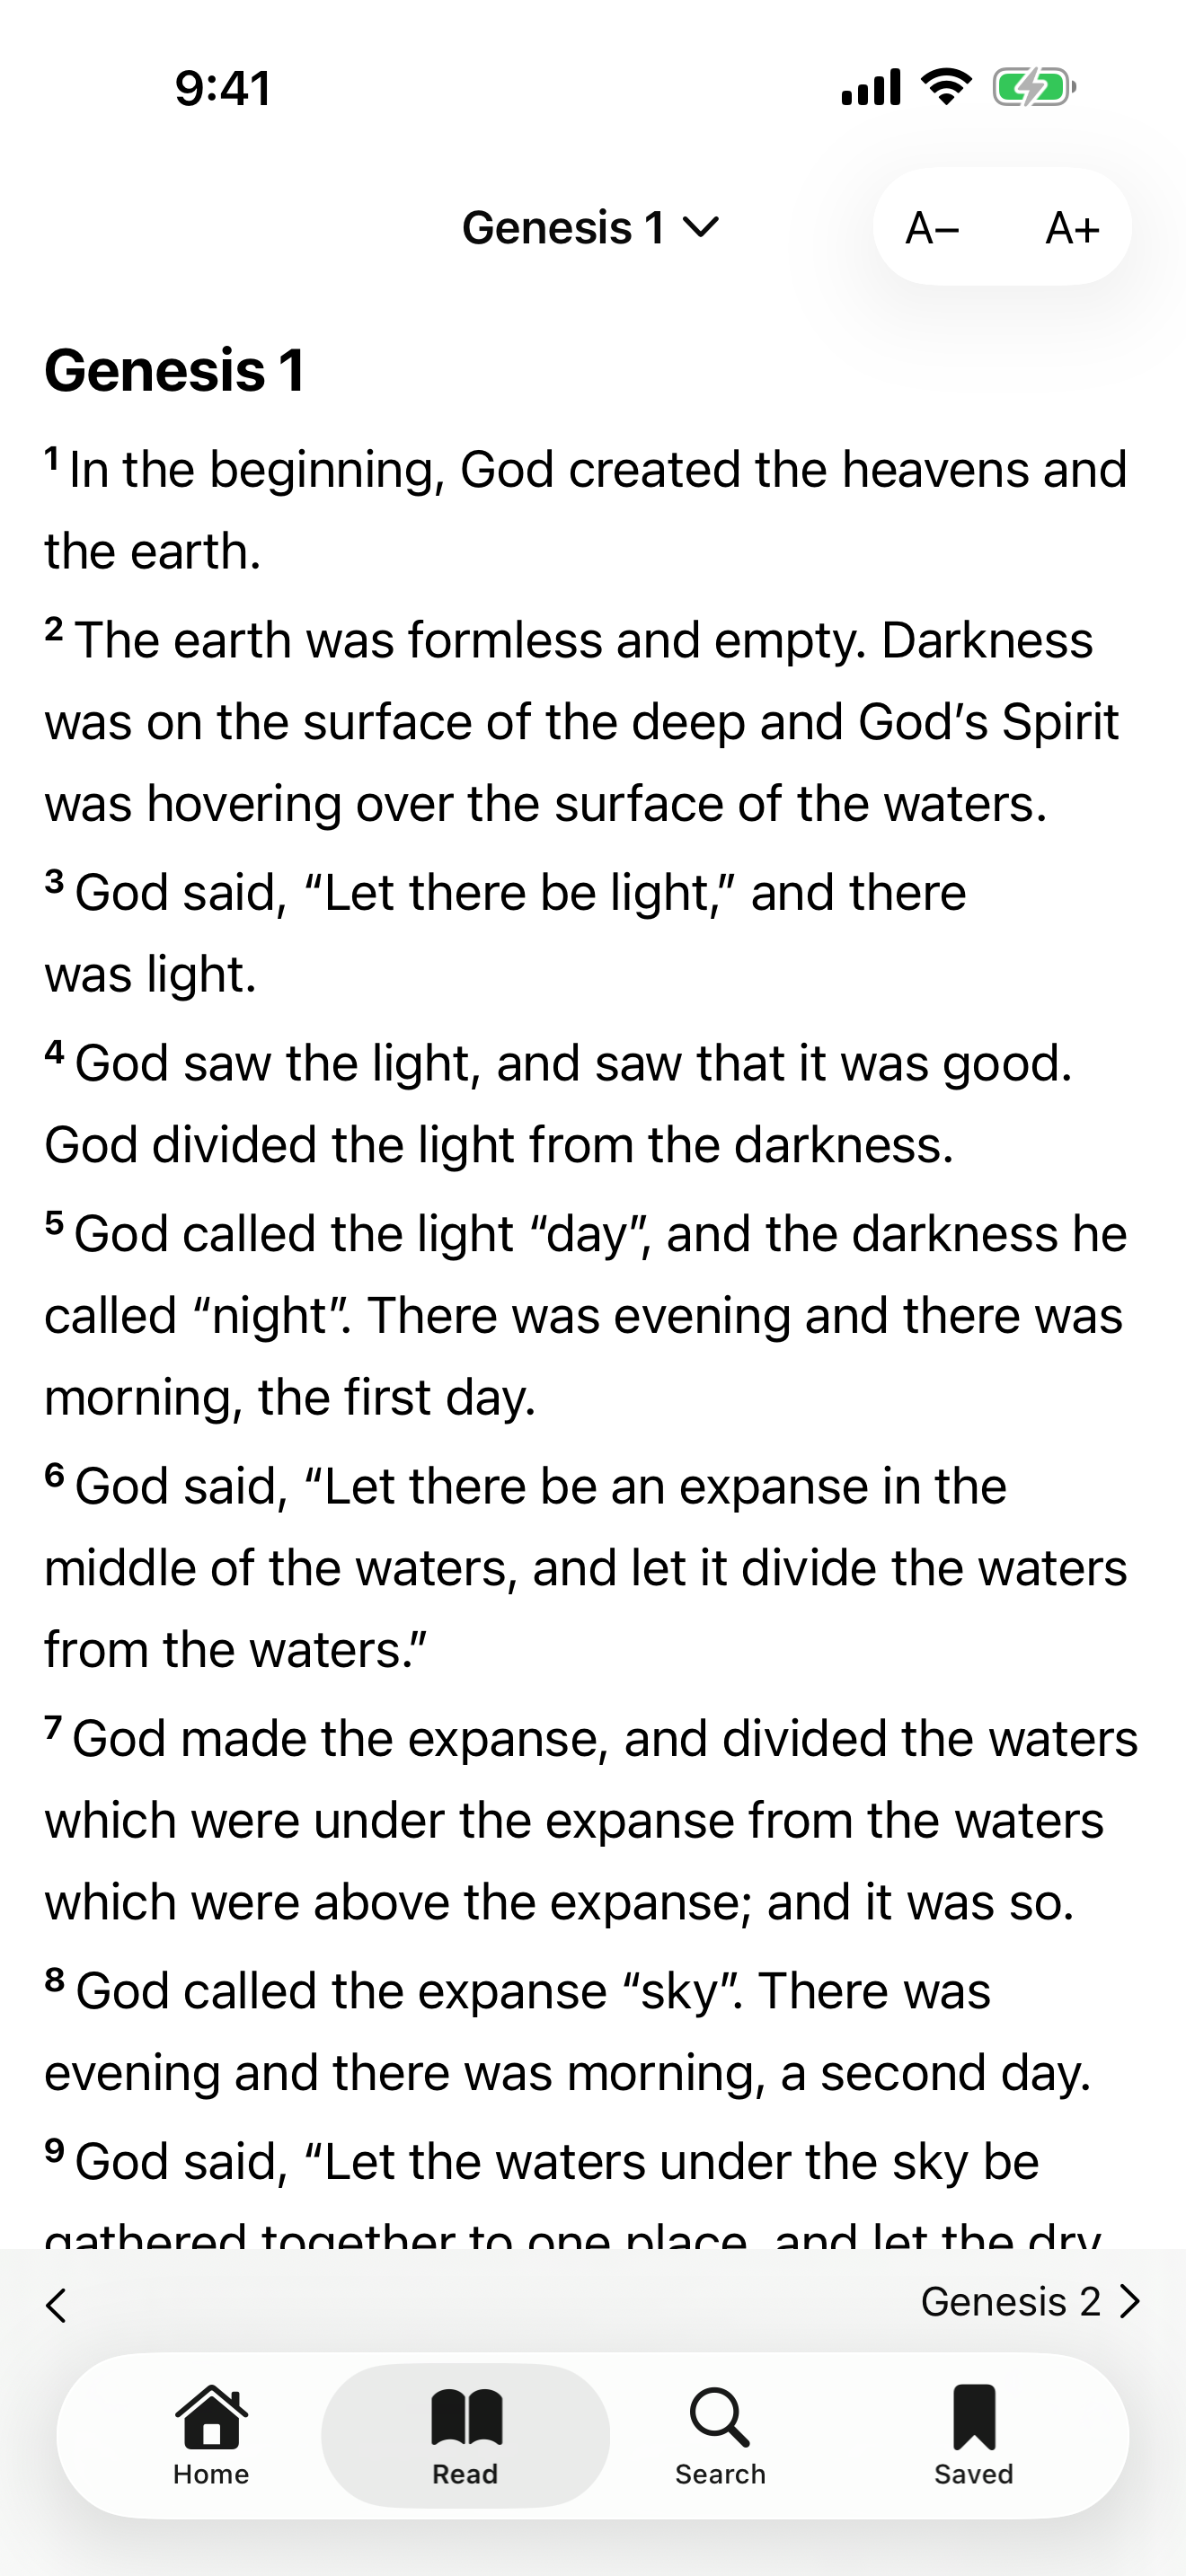 9:41
Genesis 1
A− A+
Genesis 1
1 In the beginning, God created the heavens and
the earth.
2 The earth was formless and empty. Darkness
was on the surface of the deep and God’s Spirit
was hovering over the surface of the waters.
3 God said, “Let there be light,” and there
was light.
4 God saw the light, and saw that it was good.
God divided the light from the darkness.
5 God called the light “day”, and the darkness he
called “night”. There was evening and there was
morning, the first day.
6 God said, “Let there be an expanse in the
middle of the waters, and let it divide the waters
from the waters.”
7 God made the expanse, and divided the waters
which were under the expanse from the waters
which were above the expanse; and it was so.
8 God called the expanse “sky”. There was
evening and there was morning, a second day.
9 God said, “Let the waters under the sky be
gathered together to one place, and let the dry
Genesis 2
Home Read Search Saved